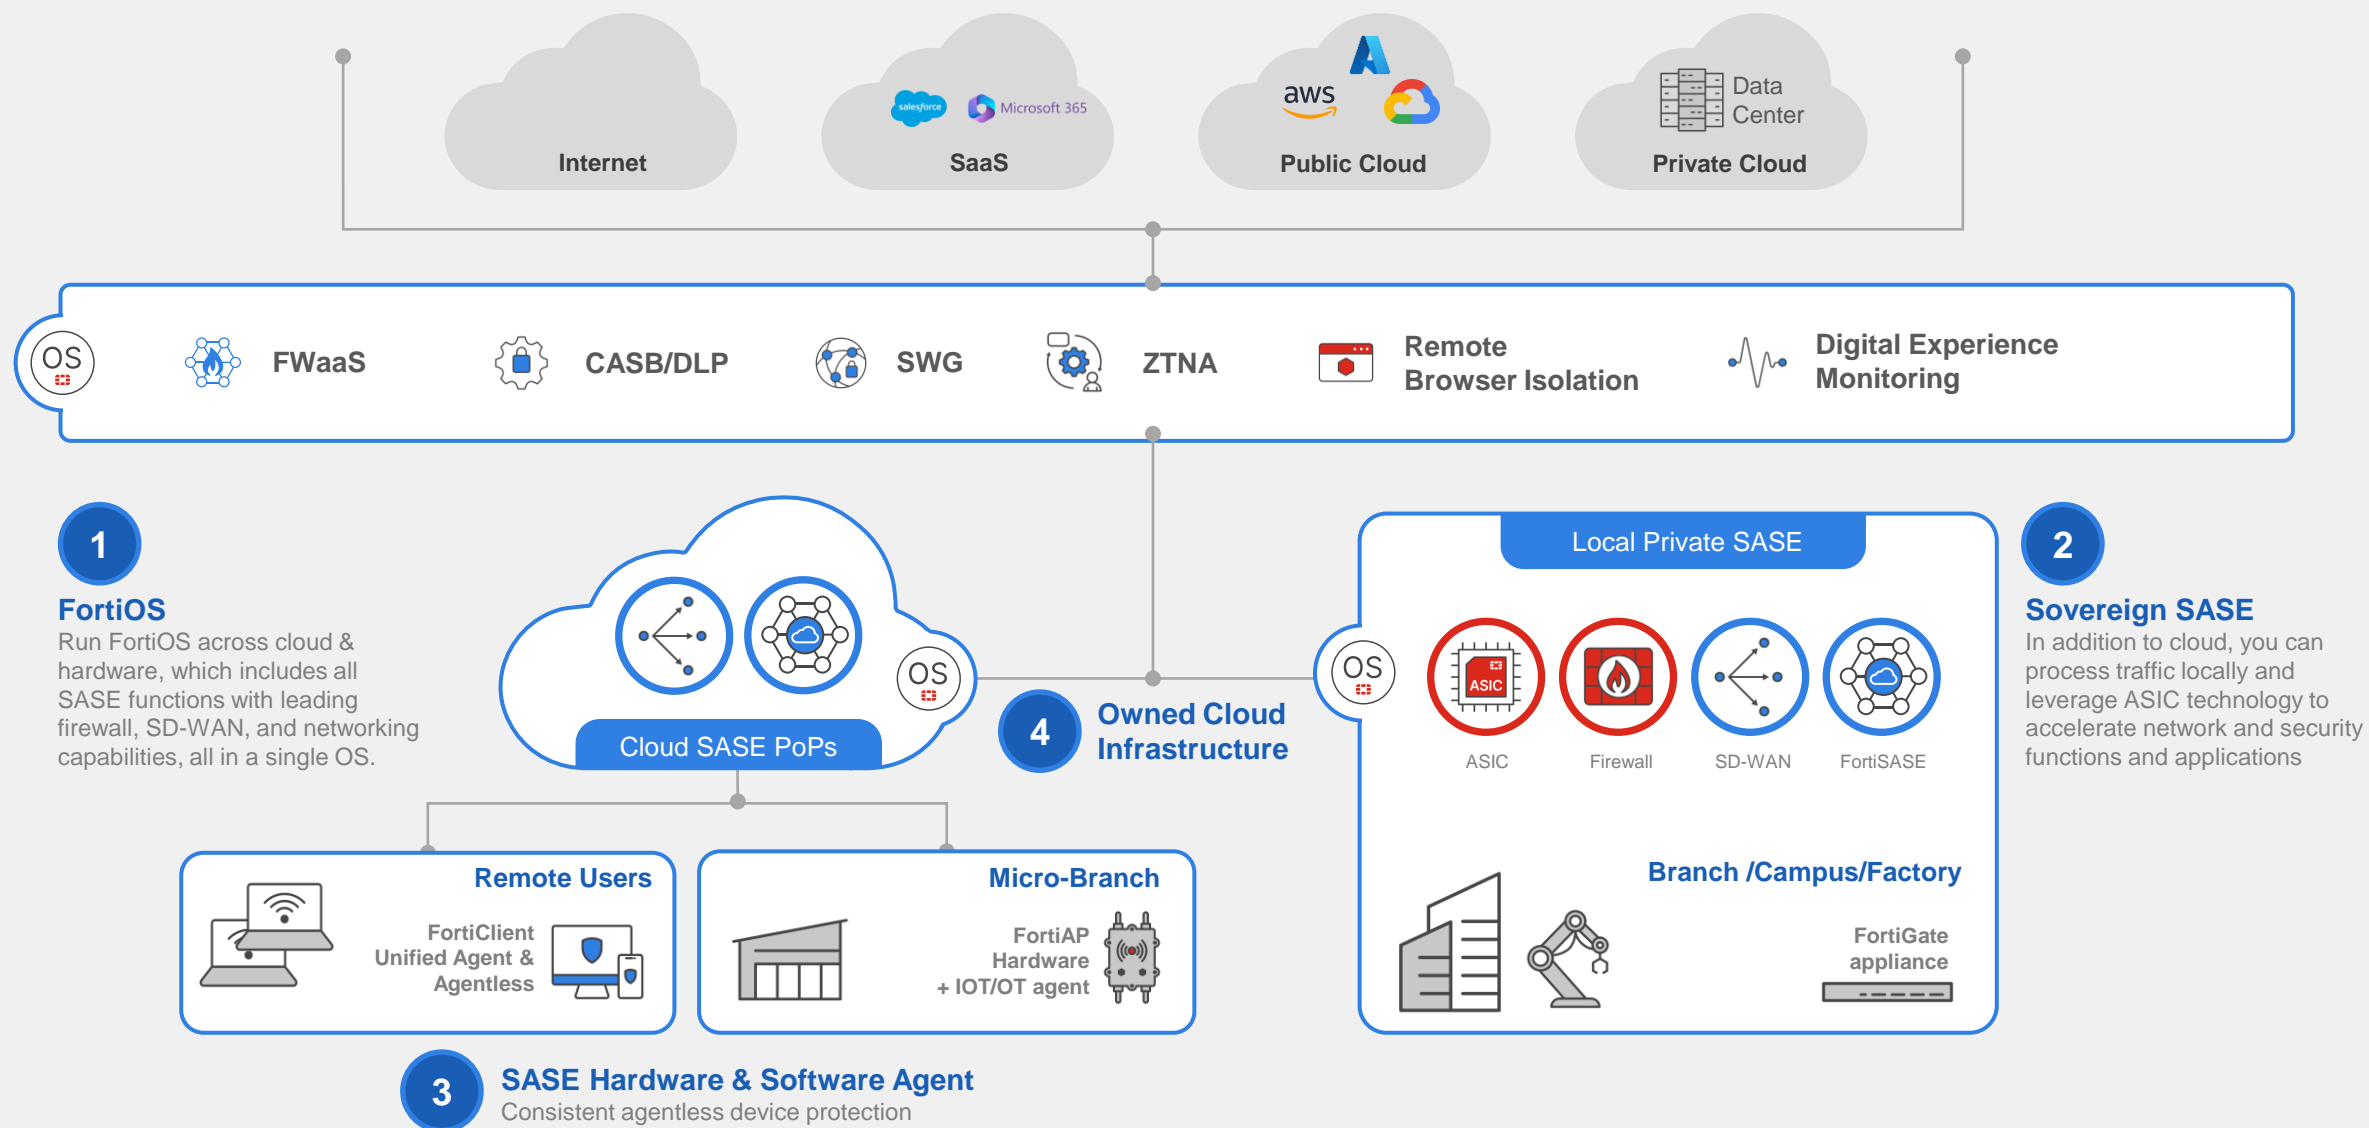 salesforce
Microsoft 365
aws
Data
Center
Internet
SaaS
Public Cloud
Private Cloud
OS
FWaaS
CASB/DLP
SWG
ZTNA
Remote
Browser Isolation
Digital Experience
Monitoring
1
FortiOS
Run FortiOS across cloud &
hardware, which includes all
SASE functions with leading
firewall, SD-WAN, and networking
capabilities, all in a single OS.
OS
Cloud SASE PoPs
4
Owned Cloud
Infrastructure
Local Private SASE
OS
ASIC
ASIC
Firewall
SD-WAN
FortiSASE
2
Sovereign SASE
In addition to cloud, you can
process traffic locally and
leverage ASIC technology to
accelerate network and security
functions and applications
Remote Users
FortiClient
Unified Agent &
Agentless
Micro-Branch
FortiAP
Hardware
+ IOT/OT agent
Branch /Campus/Factory
FortiGate
appliance
3
SASE Hardware & Software Agent
Consistent agentless device protection